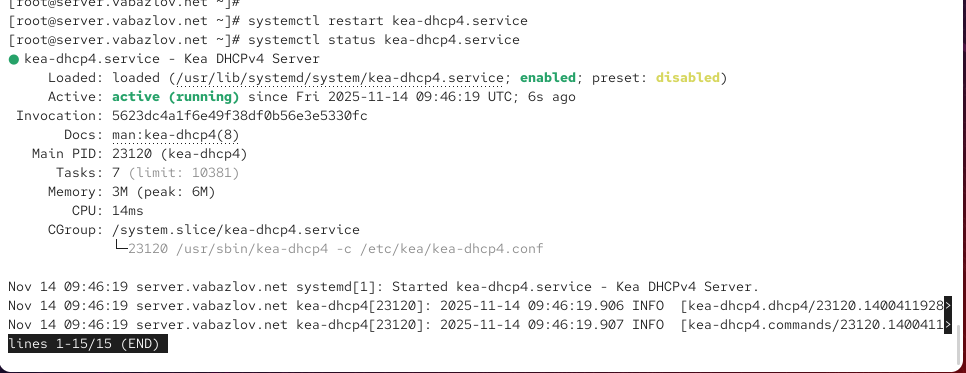 [root@server.vabazlov.net ~]#
[root@server.vabazlov.net ~]# systemctl restart kea-dhcp4.service
[root@server.vabazlov.net ~]# systemctl status kea-dhcp4.service
● kea-dhcp4.service - Kea DHCPv4 Server
Loaded: loaded (/usr/lib/systemd/system/kea-dhcp4.service; enabled; preset: disabled)
Active: active (running) since Fri 2025-11-14 09:46:19 UTC; 6s ago
Invocation: 5623dc4a1f6e49f38df0b56e3e5330fc
Docs: man:kea-dhcp4(8)
Main PID: 23120 (kea-dhcp4)
Tasks: 7 (limit: 10381)
Memory: 3M (peak: 6M)
CPU: 14ms
CGroup: /system.slice/kea-dhcp4.service
└─23120 /usr/sbin/kea-dhcp4 -c /etc/kea/kea-dhcp4.conf
Nov 14 09:46:19 server.vabazlov.net systemd[1]: Started kea-dhcp4.service - Kea DHCPv4 Server.
Nov 14 09:46:19 server.vabazlov.net kea-dhcp4[23120]: 2025-11-14 09:46:19.906 INFO  [kea-dhcp4.dhcp4/23120.1400411928>
Nov 14 09:46:19 server.vabazlov.net kea-dhcp4[23120]: 2025-11-14 09:46:19.907 INFO  [kea-dhcp4.commands/23120.1400411>
lines 1-15/15 (END)